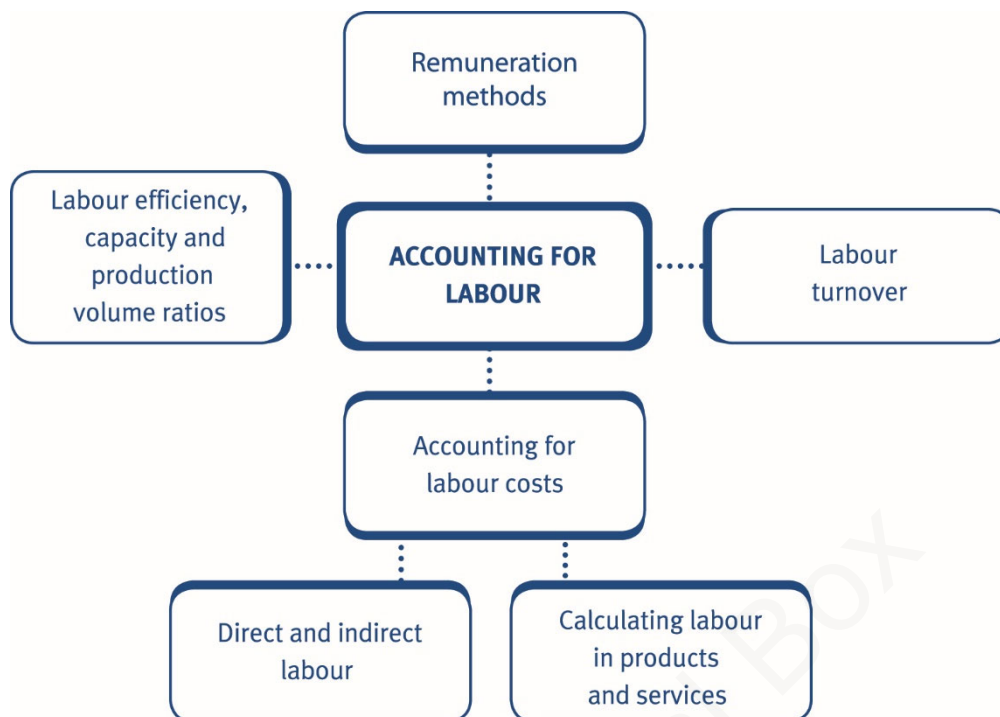 Remuneration
methods
Labour efficiency,
capacity and
production
volume ratios
ACCOUNTING FOR
LABOUR
Labour
turnover
Accounting for
labour costs
Direct and indirect
labour
Calculating labour
in products
and services
Box